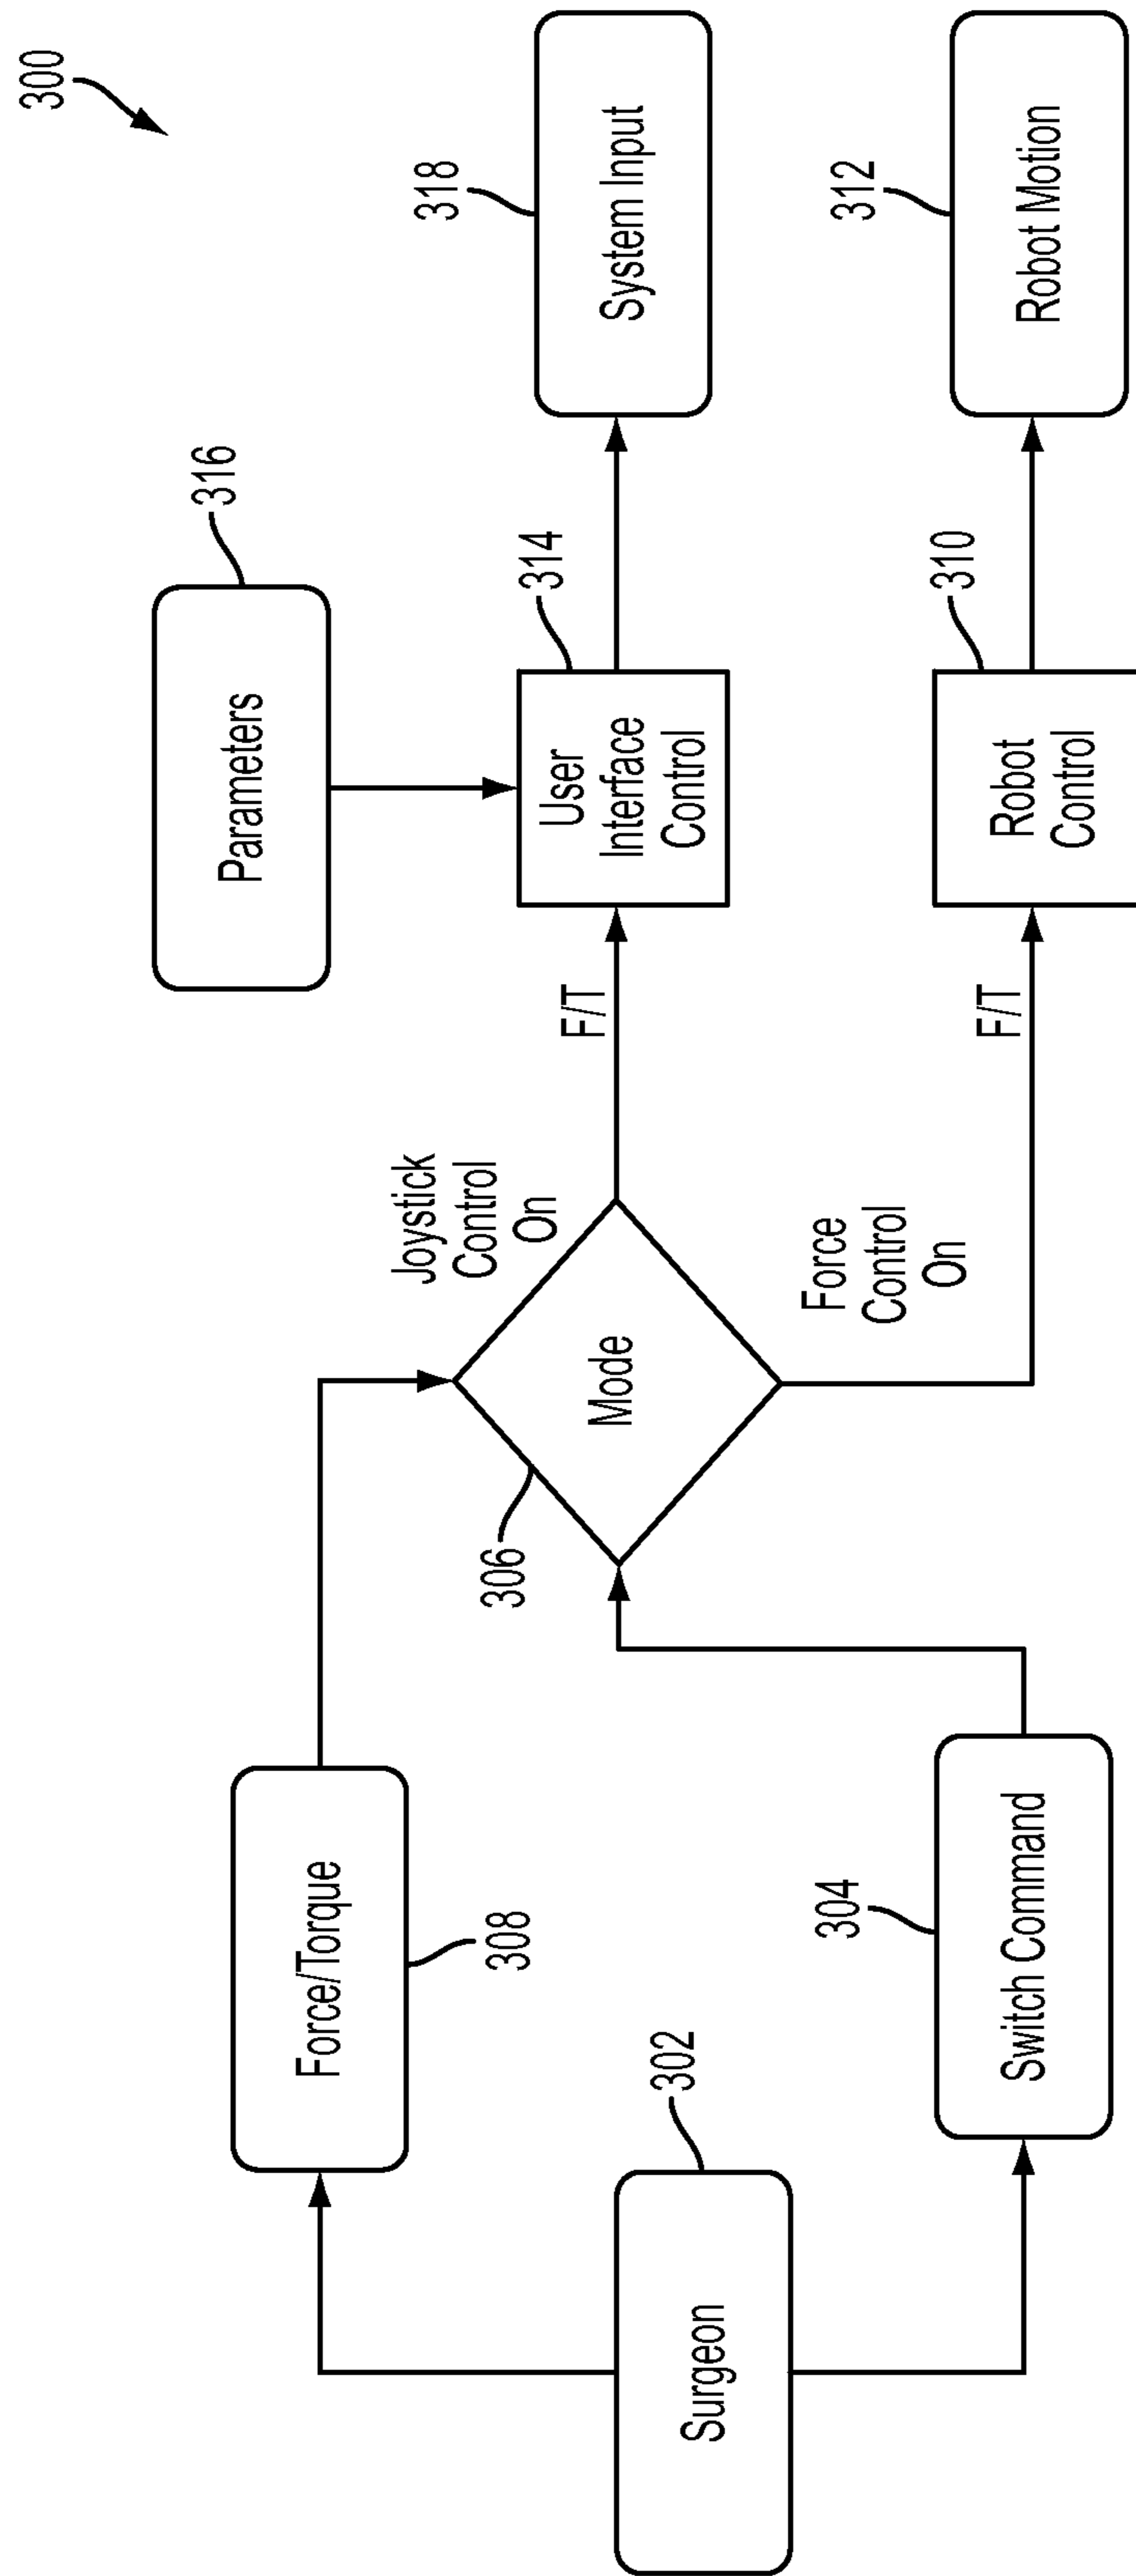 300
Parameters
316
Force/Torque
308
Joystick
Control
On
F/T
User
Interface
Control
314
System Input
318
Mode
306
Surgeon
302
Force
Control
On
F/T
Robot
Control
310
Robot Motion
312
Switch Command
304